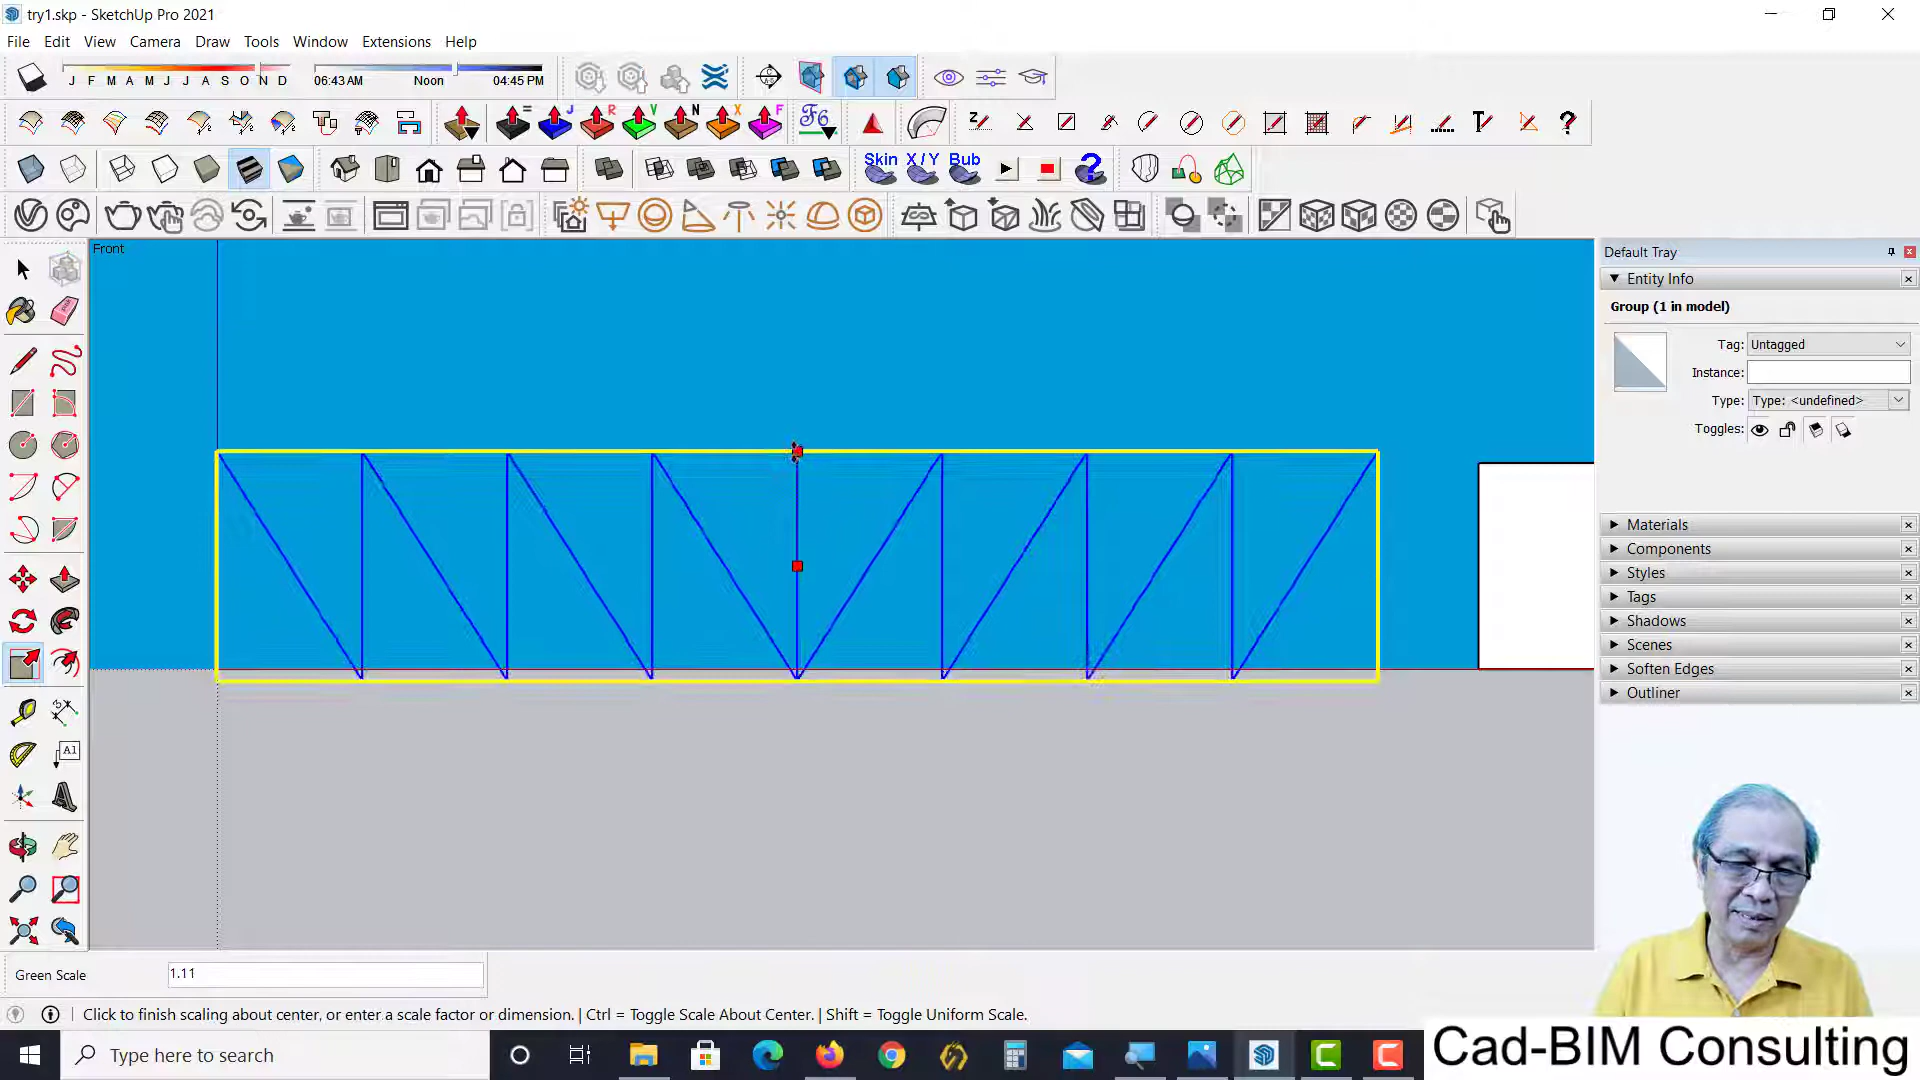 try1.skp - SketchUp Pro 2021
File Edit View Camera Draw Tools Window Extensions Help
J F M A M J J A S O N D
06:43 AM Noon 04:45 PM
= J R V N X F F6
Skin X/Y Bub
Front
A1
Default Tray
Entity Info
Group (1 in model)
Tag: Untagged
Instance:
Type: Type: <undefined>
Toggles:
Materials
Components
Styles
Tags
Shadows
Scenes
Soften Edges
Outliner
Green Scale 1.11
Click to finish scaling about center, or enter a scale factor or dimension. | Ctrl = Toggle Scale About Center. | Shift = Toggle Uniform Scale.
Type here to search
Cad-BIM Consulting